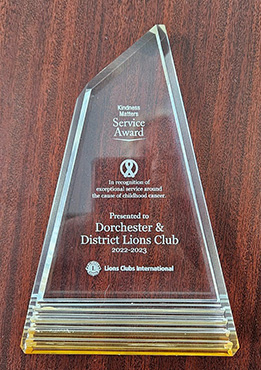 Kindness
Matters
Service
Award
In recognition of
exceptional service around
the cause of childhood cancer.
Presented to
Dorchester &
District Lions Club
2022-2023
Lions Clubs International